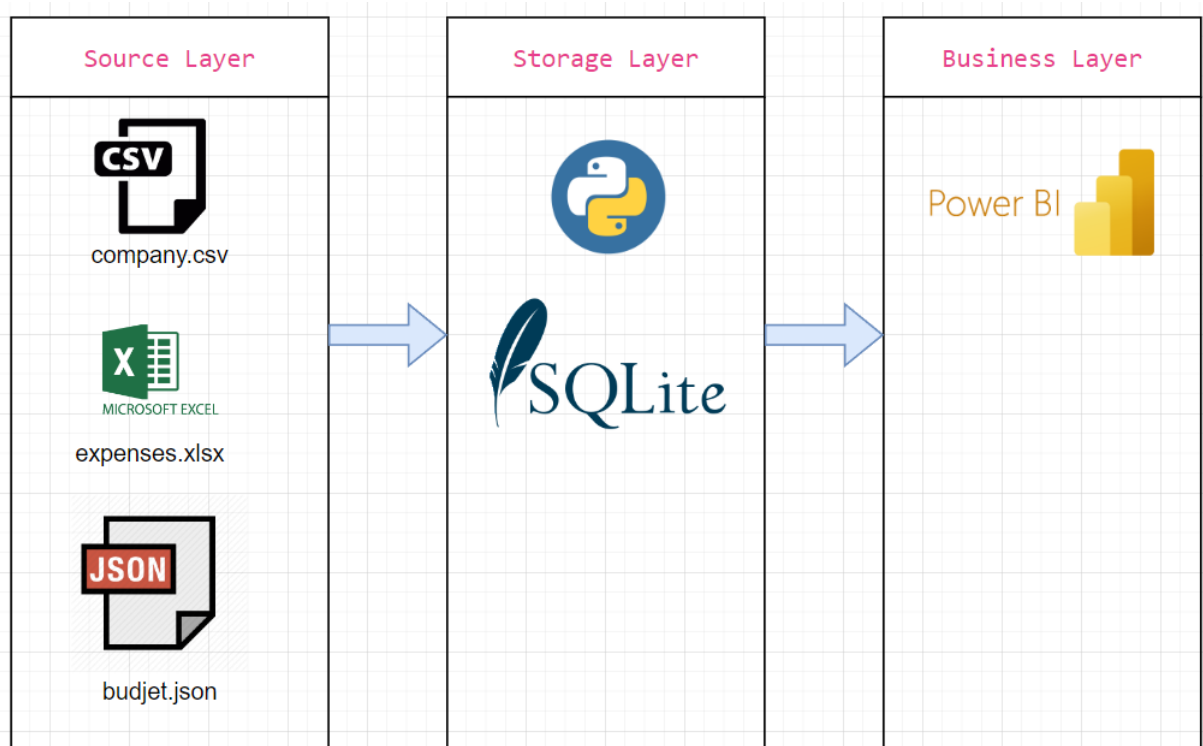 Source Layer
Storage Layer
Business Layer
CSV
company.csv
X
MICROSOFT EXCEL
expenses.xlsx
JSON
budjet.json
SQLite
Power BI